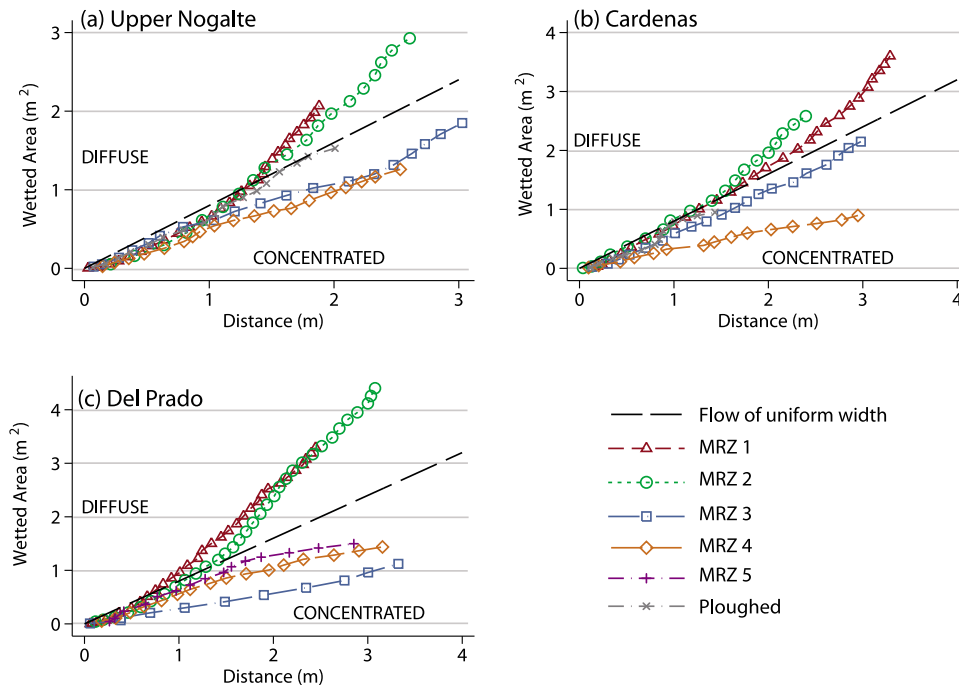 (a) Upper Nogalte
3
2
1
0
Wetted Area (m²)
DIFFUSE
CONCENTRATED
0 1 2 3
Distance (m)
(b) Cardenas
4
3
2
1
0
Wetted Area (m²)
DIFFUSE
CONCENTRATED
0 1 2 3 4
Distance (m)
(c) Del Prado
4
3
2
1
0
Wetted Area (m²)
DIFFUSE
CONCENTRATED
0 1 2 3 4
Distance (m)
Flow of uniform width
MRZ 1
MRZ 2
MRZ 3
MRZ 4
MRZ 5
Ploughed